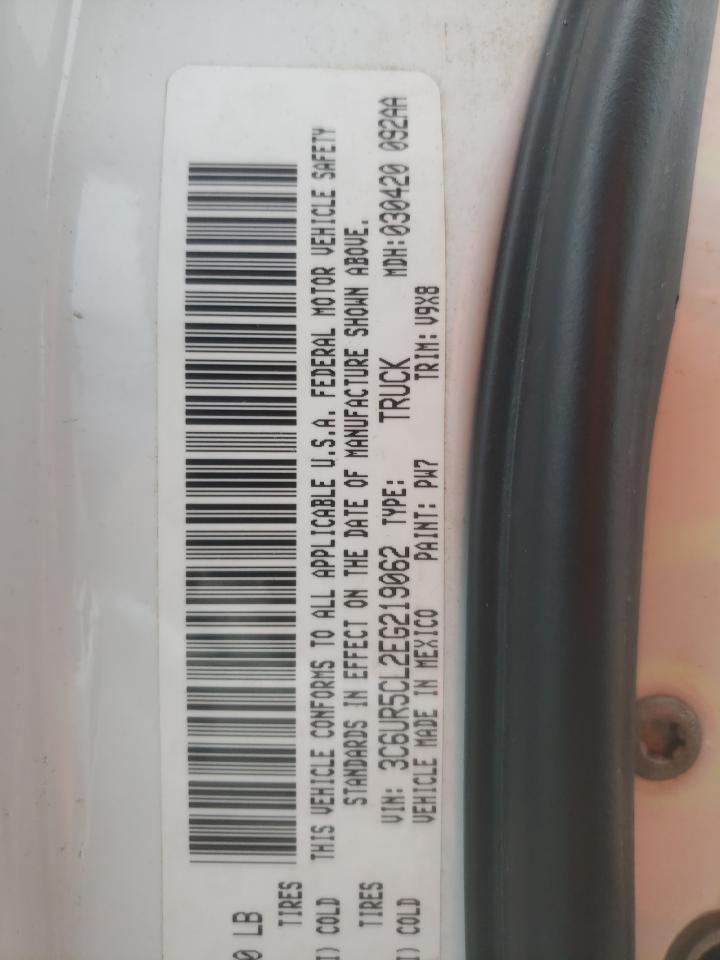 0 LB
TIRES
I) COLD
TIRES
I) COLD
THIS VEHICLE CONFORMS TO ALL APPLICABLE U.S.A. FEDERAL MOTOR VEHICLE SAFETY
STANDARDS IN EFFECT ON THE DATE OF MANUFACTURE SHOWN ABOVE.
VIN: 3C6UR5CL2EG219062 TYPE: TRUCK MDH:030420 092AA
VEHICLE MADE IN MEXICO PAINT: PW7 TRIM: V9X8